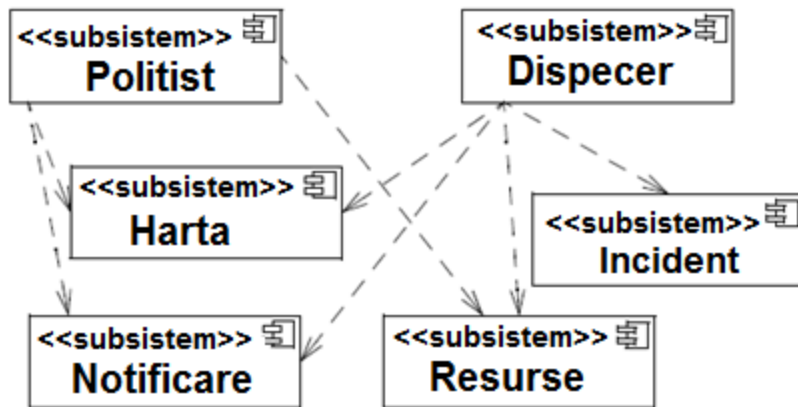 <<subsistem>>
Politist
<<subsistem>>
Dispecer
<<subsistem>>
Harta
<<subsistem>>
Incident
<<subsistem>>
Notificare
<<subsistem>>
Resurse